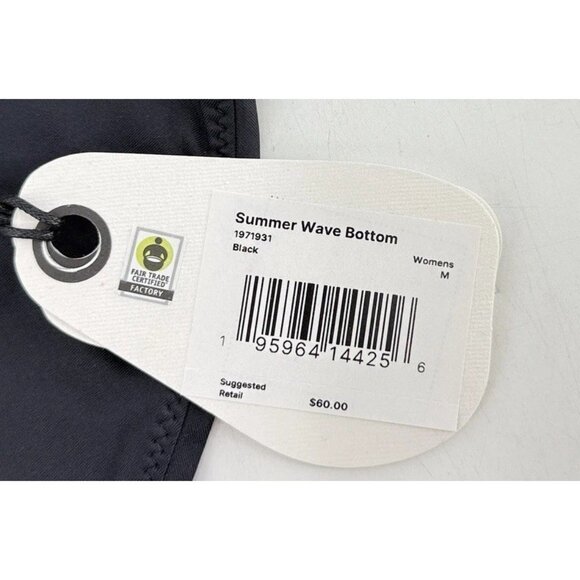 Summer Wave Bottom
1971931
Black
Womens
M
FAIR TRADE
CERTIFIED
FACTORY
1 95964 14425 6
Suggested
Retail
$60.00